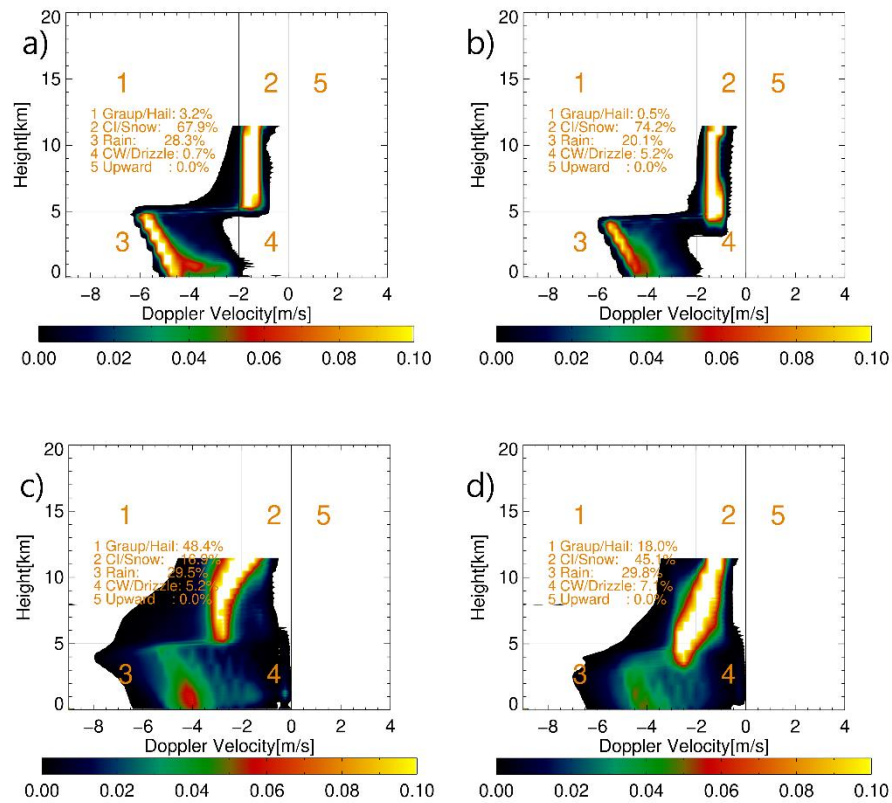 a)
20
15
10
5
0
Height[km]
1 2 5
1 Graup/Hail: 3.2%
2 CI/Snow: 67.9%
3 Rain: 28.3%
4 CW/Drizzle: 0.7%
5 Upward : 0.0%
3 4
−8 −6 −4 −2 0 2 4
Doppler Velocity[m/s]
0.00 0.02 0.04 0.06 0.08 0.10
b)
20
15
10
5
0
Height[km]
1 2 5
1 Graup/Hail: 0.5%
2 CI/Snow: 74.2%
3 Rain: 20.1%
4 CW/Drizzle: 5.2%
5 Upward : 0.0%
3 4
−8 −6 −4 −2 0 2 4
Doppler Velocity[m/s]
0.00 0.02 0.04 0.06 0.08 0.10
c)
20
15
10
5
0
Height[km]
1 2 5
1 Graup/Hail: 48.4%
2 CI/Snow: 16.9%
3 Rain: 29.5%
4 CW/Drizzle: 5.2%
5 Upward : 0.0%
3 4
−8 −6 −4 −2 0 2 4
Doppler Velocity[m/s]
0.00 0.02 0.04 0.06 0.08 0.10
d)
20
15
10
5
0
Height[km]
1 2 5
1 Graup/Hail: 18.0%
2 CI/Snow: 45.1%
3 Rain: 29.8%
4 CW/Drizzle: 7.1%
5 Upward : 0.0%
3 4
−8 −6 −4 −2 0 2 4
Doppler Velocity[m/s]
0.00 0.02 0.04 0.06 0.08 0.10